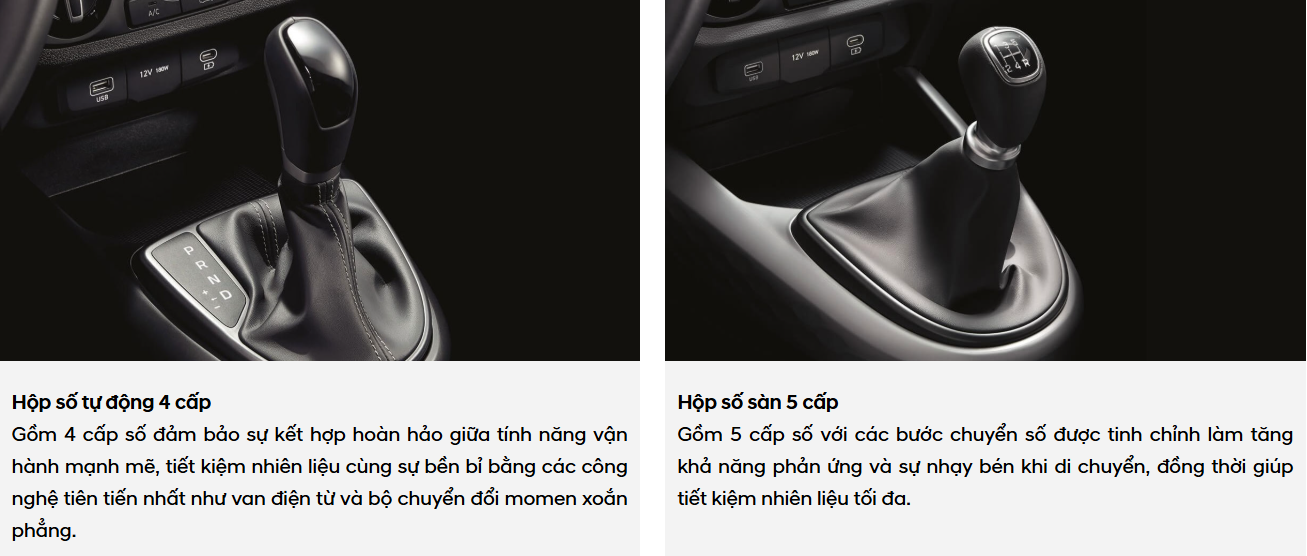 A/C
USB
12V 180W
P
R
N
D
+
−
12V 180W
USB
1 3 5
2 4 R
Hộp số tự động 4 cấp
Gồm 4 cấp số đảm bảo sự kết hợp hoàn hảo giữa tính năng vận
hành mạnh mẽ, tiết kiệm nhiên liệu cùng sự bền bỉ bằng các công
nghệ tiên tiến nhất như van điện từ và bộ chuyển đổi momen xoắn
phẳng.
Hộp số sàn 5 cấp
Gồm 5 cấp số với các bước chuyển số được tinh chỉnh làm tăng
khả năng phản ứng và sự nhạy bén khi di chuyển, đồng thời giúp
tiết kiệm nhiên liệu tối đa.